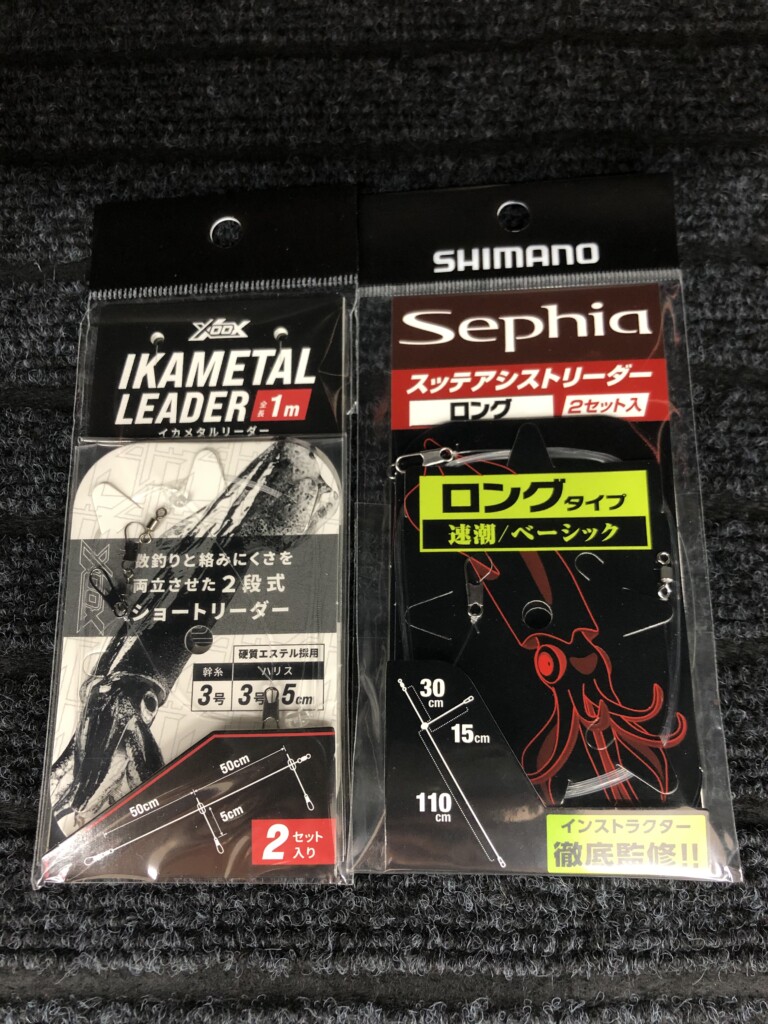 XOOX
IKAMETAL
LEADER
全長 1m
イカメタルリーダー
XOOX
数釣りと絡みにくさを
両立させた2段式
ショートリーダー
硬質エステル採用
幹糸
ハリス
3号
3号
5cm
50cm
50cm
5cm
2セット入り
SHIMANO
Sephia
スッテアシストリーダー
ロング
2セット入
ロングタイプ
速潮/ベーシック
30cm
15cm
110cm
インストラクター
徹底監修!!